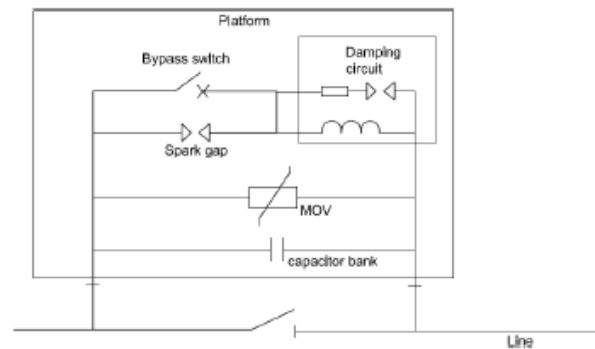 Platform
Damping
circuit
Bypass switch
Spark gap
MOV
capacitor bank
Line